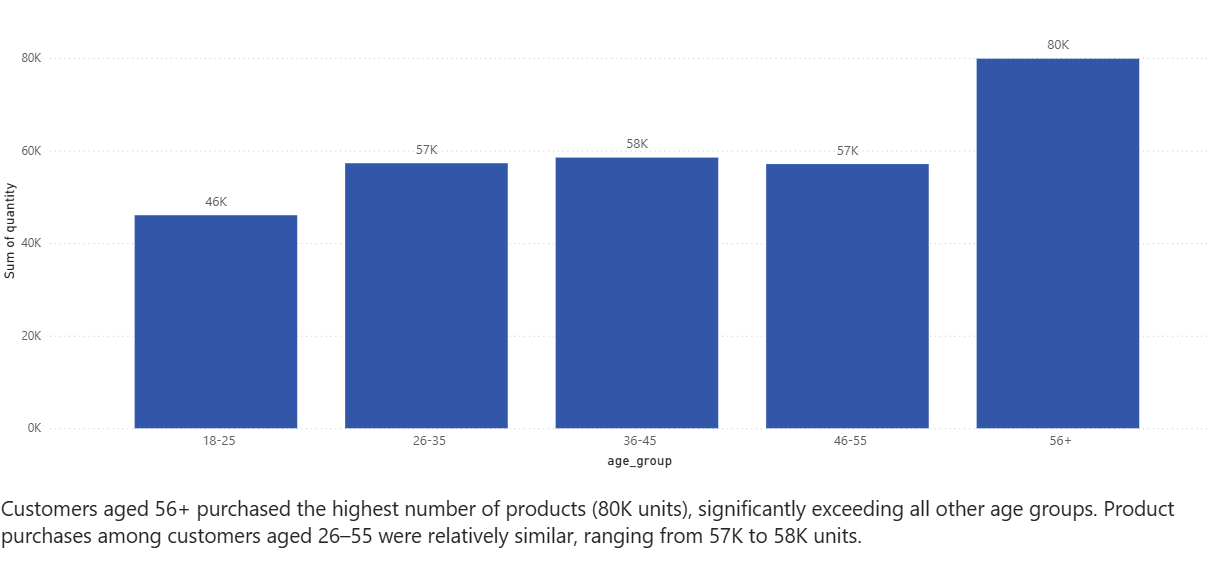 80K
60K
40K
20K
0K
Sum of quantity
46K
57K
58K
57K
80K
18-25
26-35
36-45
46-55
56+
age_group
Customers aged 56+ purchased the highest number of products (80K units), significantly exceeding all other age groups. Product
purchases among customers aged 26–55 were relatively similar, ranging from 57K to 58K units.